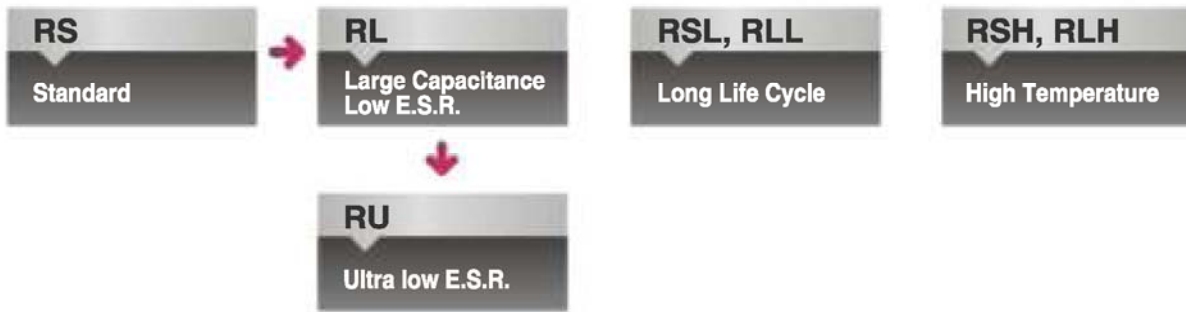 RS
Standard
RL
Large Capacitance
Low E.S.R.
RSL, RLL
Long Life Cycle
RSH, RLH
High Temperature
RU
Ultra low E.S.R.